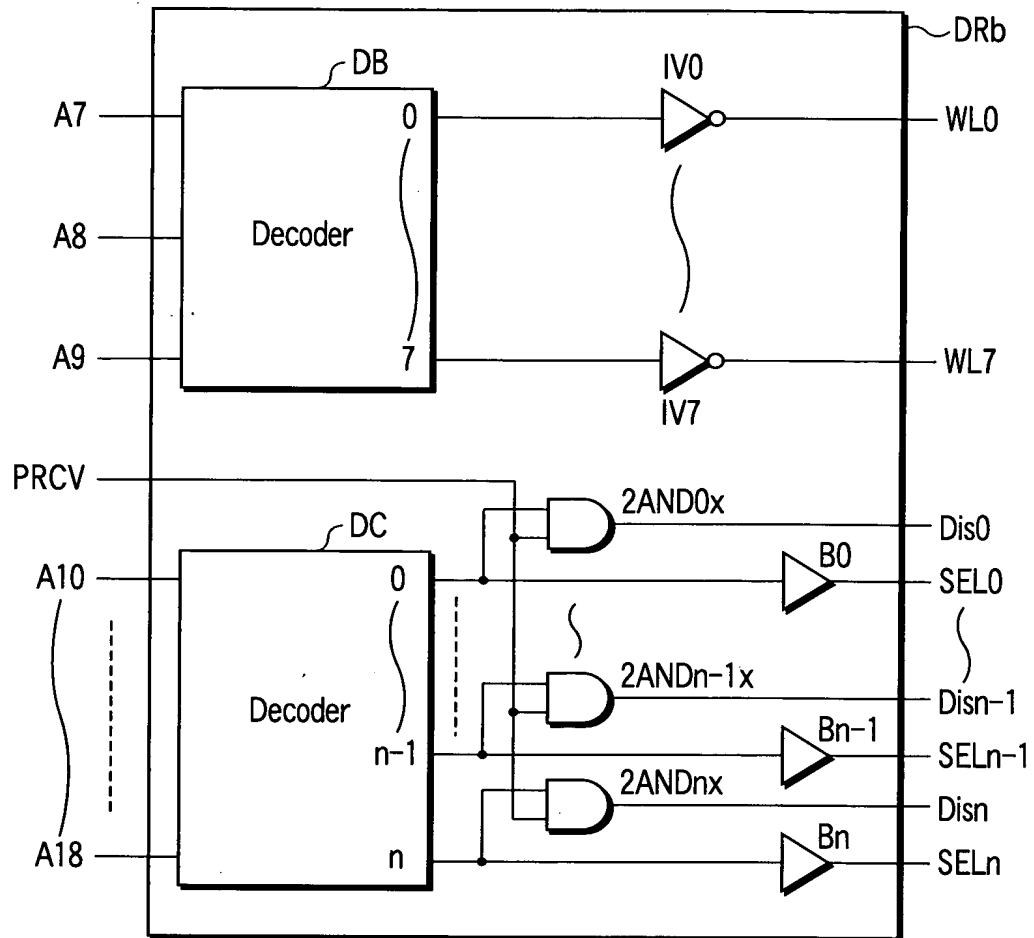 DRb
DB
IV0
A7
0
WL0
A8
Decoder
A9
7
WL7
IV7
PRCV
2AND0x
DC
Dis0
A10
0
B0
SEL0
2ANDn-1x
Decoder
Disn-1
n-1
Bn-1
SELn-1
2ANDnx
Disn
Bn
A18
n
SELn